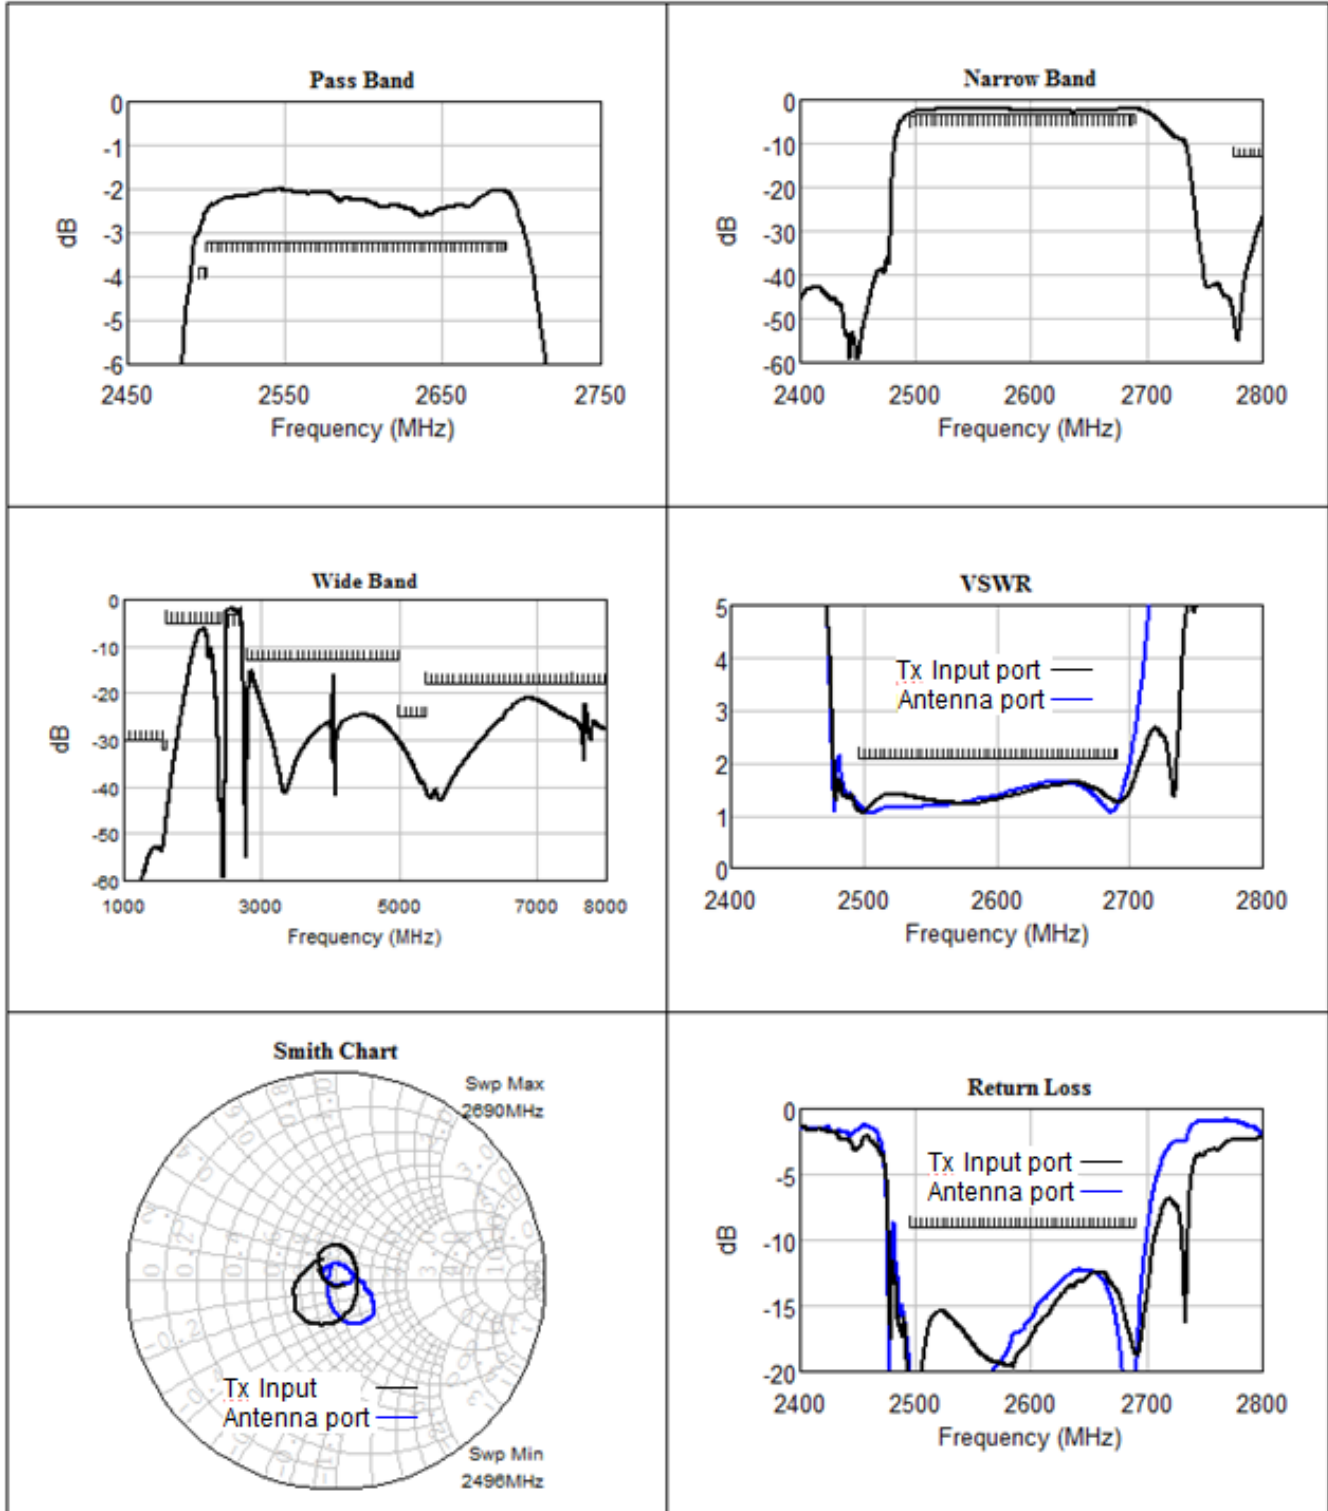 Pass Band
0
-1
-2
-3
-4
-5
-6
dB
2450 2550 2650 2750
Frequency (MHz)
Narrow Band
0
-10
-20
-30
-40
-50
-60
dB
2400 2500 2600 2700 2800
Frequency (MHz)
Wide Band
0
-10
-20
-30
-40
-50
-60
dB
1000 3000 5000 7000 8000
Frequency (MHz)
VSWR
5
4
3
2
1
0
Tx Input port
Antenna port
2400 2500 2600 2700 2800
Frequency (MHz)
Smith Chart
Swp Max
2690MHz
Tx Input
Antenna port
Swp Min
2496MHz
Return Loss
0
-5
-10
-15
-20
dB
Tx Input port
Antenna port
2400 2500 2600 2700 2800
Frequency (MHz)